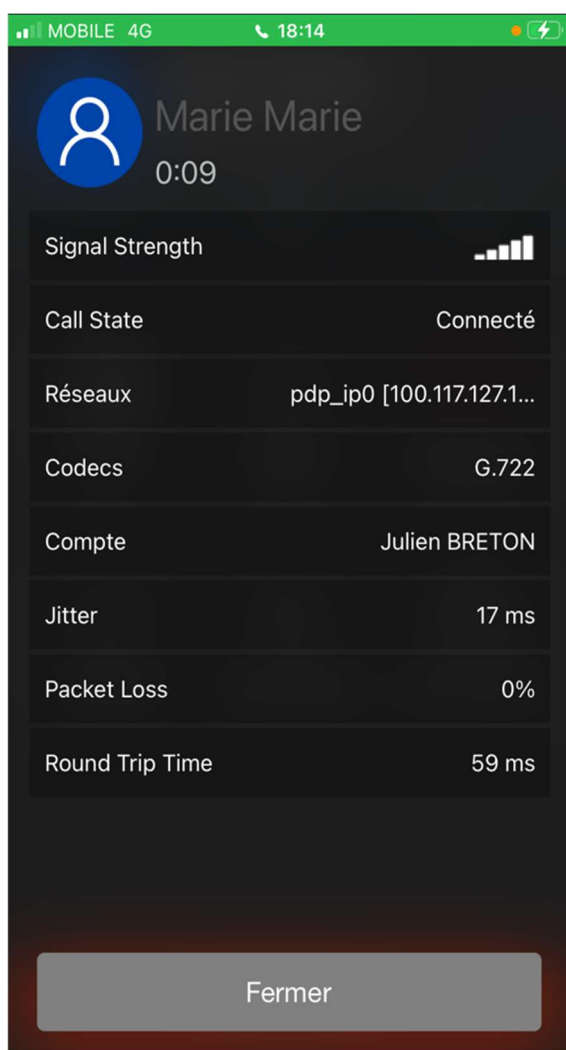 MOBILE 4G 18:14
Marie Marie
0:09
Signal Strength
Call State Connecté
Réseaux pdp_ip0 [100.117.127.1...
Codecs G.722
Compte Julien BRETON
Jitter 17 ms
Packet Loss 0%
Round Trip Time 59 ms
Fermer